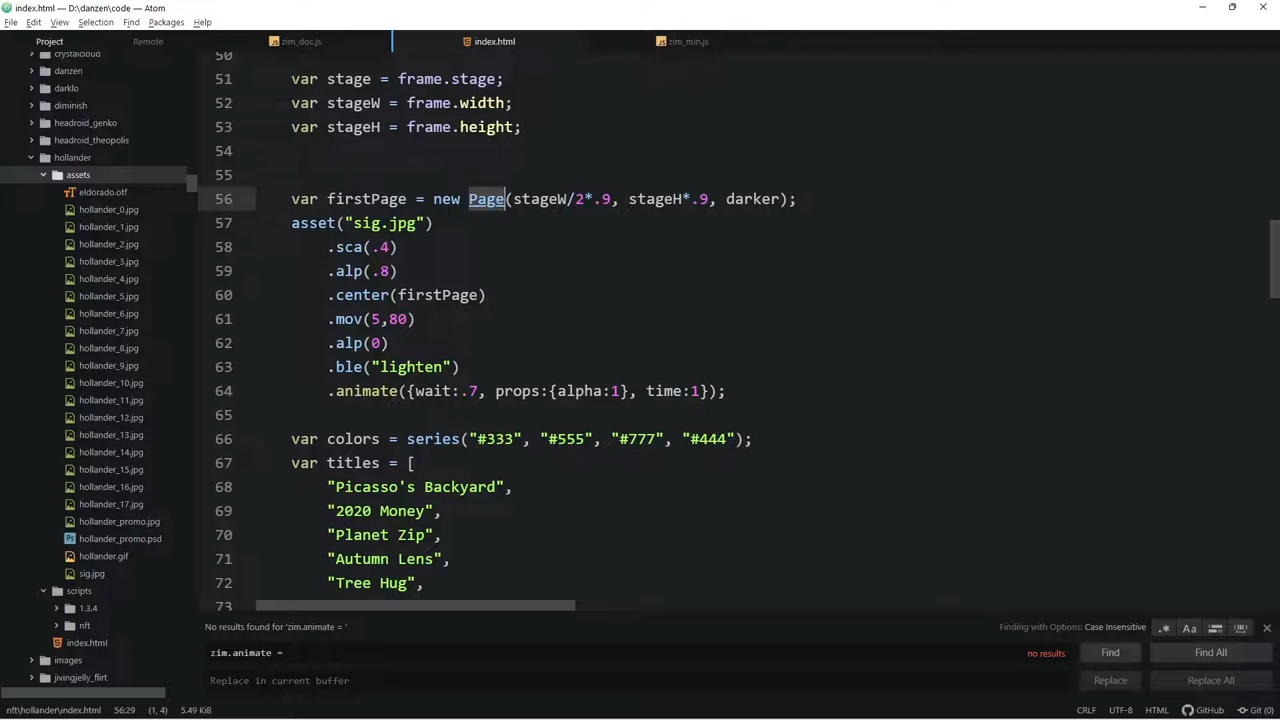 index.html — D:\danzen\code — Atom
File Edit View Selection Find Packages Help
Project Remote
zim_doc.js
index.html
zim_min.js
crystalcloud
danzen
darklo
diminish
headroid_genko
headroid_theopolis
hollander
assets
eldorado.otf
hollander_0.jpg
hollander_1.jpg
hollander_2.jpg
hollander_3.jpg
hollander_4.jpg
hollander_5.jpg
hollander_6.jpg
hollander_7.jpg
hollander_8.jpg
hollander_9.jpg
hollander_10.jpg
hollander_11.jpg
hollander_12.jpg
hollander_13.jpg
hollander_14.jpg
hollander_15.jpg
hollander_16.jpg
hollander_17.jpg
hollander_promo.jpg
hollander_promo.psd
hollander.gif
sig.jpg
scripts
1.3.4
nft
index.html
images
jivingjelly_flirt
50
51 var stage = frame.stage;
52 var stageW = frame.width;
53 var stageH = frame.height;
54
55
56 var firstPage = new Page(stageW/2*.9, stageH*.9, darker);
57 asset("sig.jpg")
58 .sca(.4)
59 .alp(.8)
60 .center(firstPage)
61 .mov(5,80)
62 .alp(0)
63 .ble("lighten")
64 .animate({wait:.7, props:{alpha:1}, time:1});
65
66 var colors = series("#333", "#555", "#777", "#444");
67 var titles = [
68 "Picasso's Backyard",
69 "2020 Money",
70 "Planet Zip",
71 "Autumn Lens",
72 "Tree Hug",
73
No results found for 'zim.animate = '
Finding with Options: Case Insensitive
.* Aa
zim.animate =
no results
Find
Find All
Replace in current buffer
Replace
Replace All
nft\hollander\index.html 56:29 (1, 4) 5.49 KiB
CRLF UTF-8 HTML GitHub Git (0)